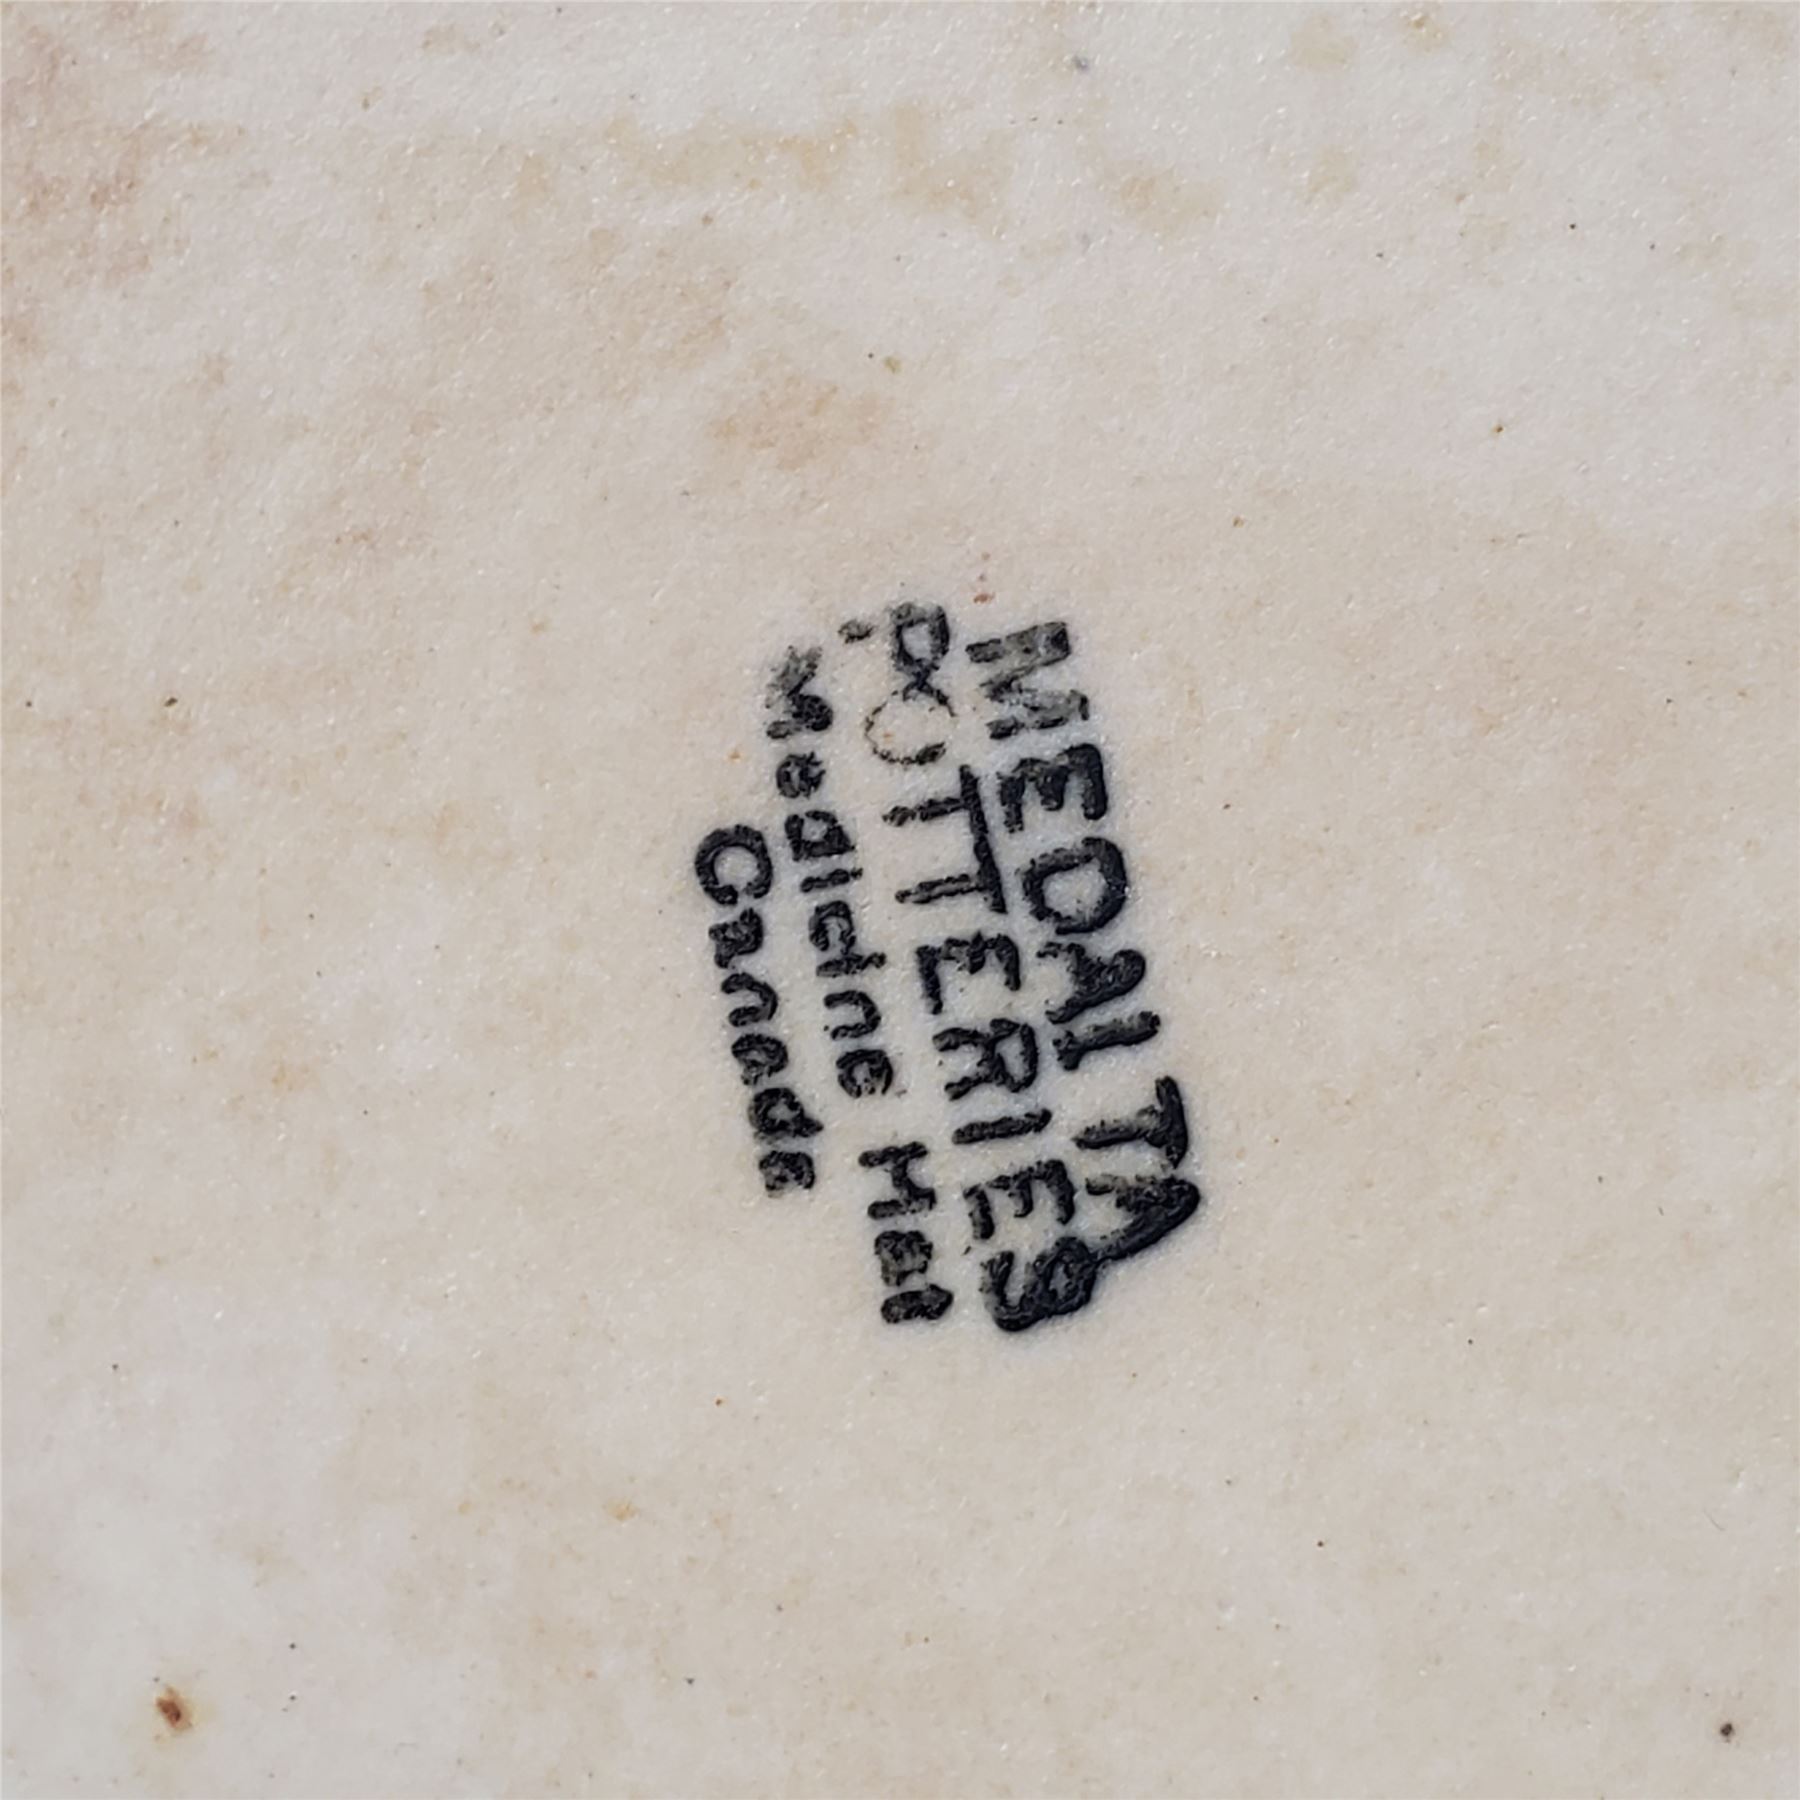 MEDALTA
POTTERIES
Medicine Hat
Canada